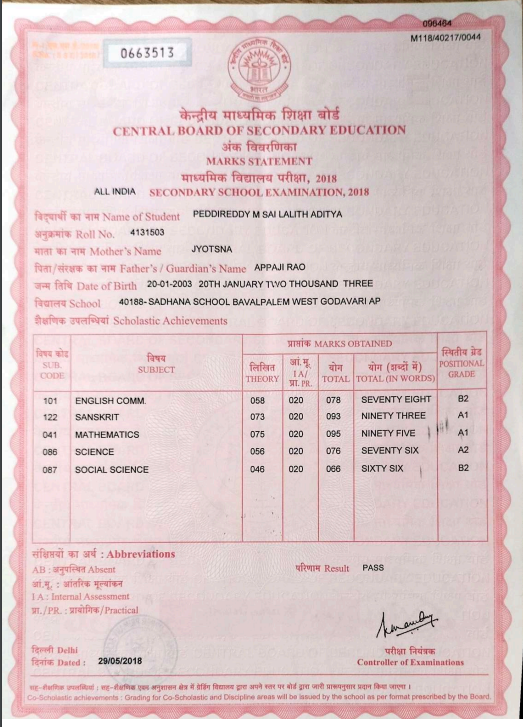 096464
M118/40217/0044
0663513
भारत
केन्द्रीय माध्यमिक शिक्षा बोर्ड
CENTRAL BOARD OF SECONDARY EDUCATION
अंक विवरणिका
MARKS STATEMENT
माध्यमिक विद्यालय परीक्षा, 2018
ALL INDIA SECONDARY SCHOOL EXAMINATION, 2018
विद्यार्थी का नाम Name of Student PEDDIREDDY M SAI LALITH ADITYA
अनुक्रमांक Roll No. 4131503
माता का नाम Mother's Name JYOTSNA
पिता/संरक्षक का नाम Father's / Guardian's Name APPAJI RAO
जन्म तिथि Date of Birth 20-01-2003 20TH JANUARY TWO THOUSAND THREE
विद्यालय School 40188- SADHANA SCHOOL BAVALPALEM WEST GODAVARI AP
शैक्षणिक उपलब्धियां Scholastic Achievements
विषय कोड SUB. CODE
विषय SUBJECT
प्राप्तांक MARKS OBTAINED
लिखित THEORY
आं.मू. I A / प्रा. PR.
योग TOTAL
योग (शब्दों में) TOTAL (IN WORDS)
स्थितीय ग्रेड POSITIONAL GRADE
101 ENGLISH COMM. 058 020 078 SEVENTY EIGHT B2
122 SANSKRIT 073 020 093 NINETY THREE A1
041 MATHEMATICS 075 020 095 NINETY FIVE A1
086 SCIENCE 056 020 076 SEVENTY SIX A2
087 SOCIAL SCIENCE 046 020 066 SIXTY SIX B2
संक्षिप्तियों का अर्थ : Abbreviations
AB : अनुपस्थित Absent परिणाम Result PASS
आं.मू. : आंतरिक मूल्यांकन
I A : Internal Assessment
प्रा./PR. : प्रायोगिक/Practical
दिल्ली Delhi
दिनांक Dated : 29/05/2018
परीक्षा नियंत्रक
Controller of Examinations
सह-शैक्षणिक उपलब्धियां : सह-शैक्षणिक एवम अनुशासन क्षेत्र में ग्रेडिंग विद्यालय द्वारा अपने स्तर पर बोर्ड द्वारा जारी प्रारूपनुसार प्रदान किया जाएगा ।
Co-Scholastic achievements : Grading for Co-Scholastic and Discipline areas will be issued by the school as per format prescribed by the Board.